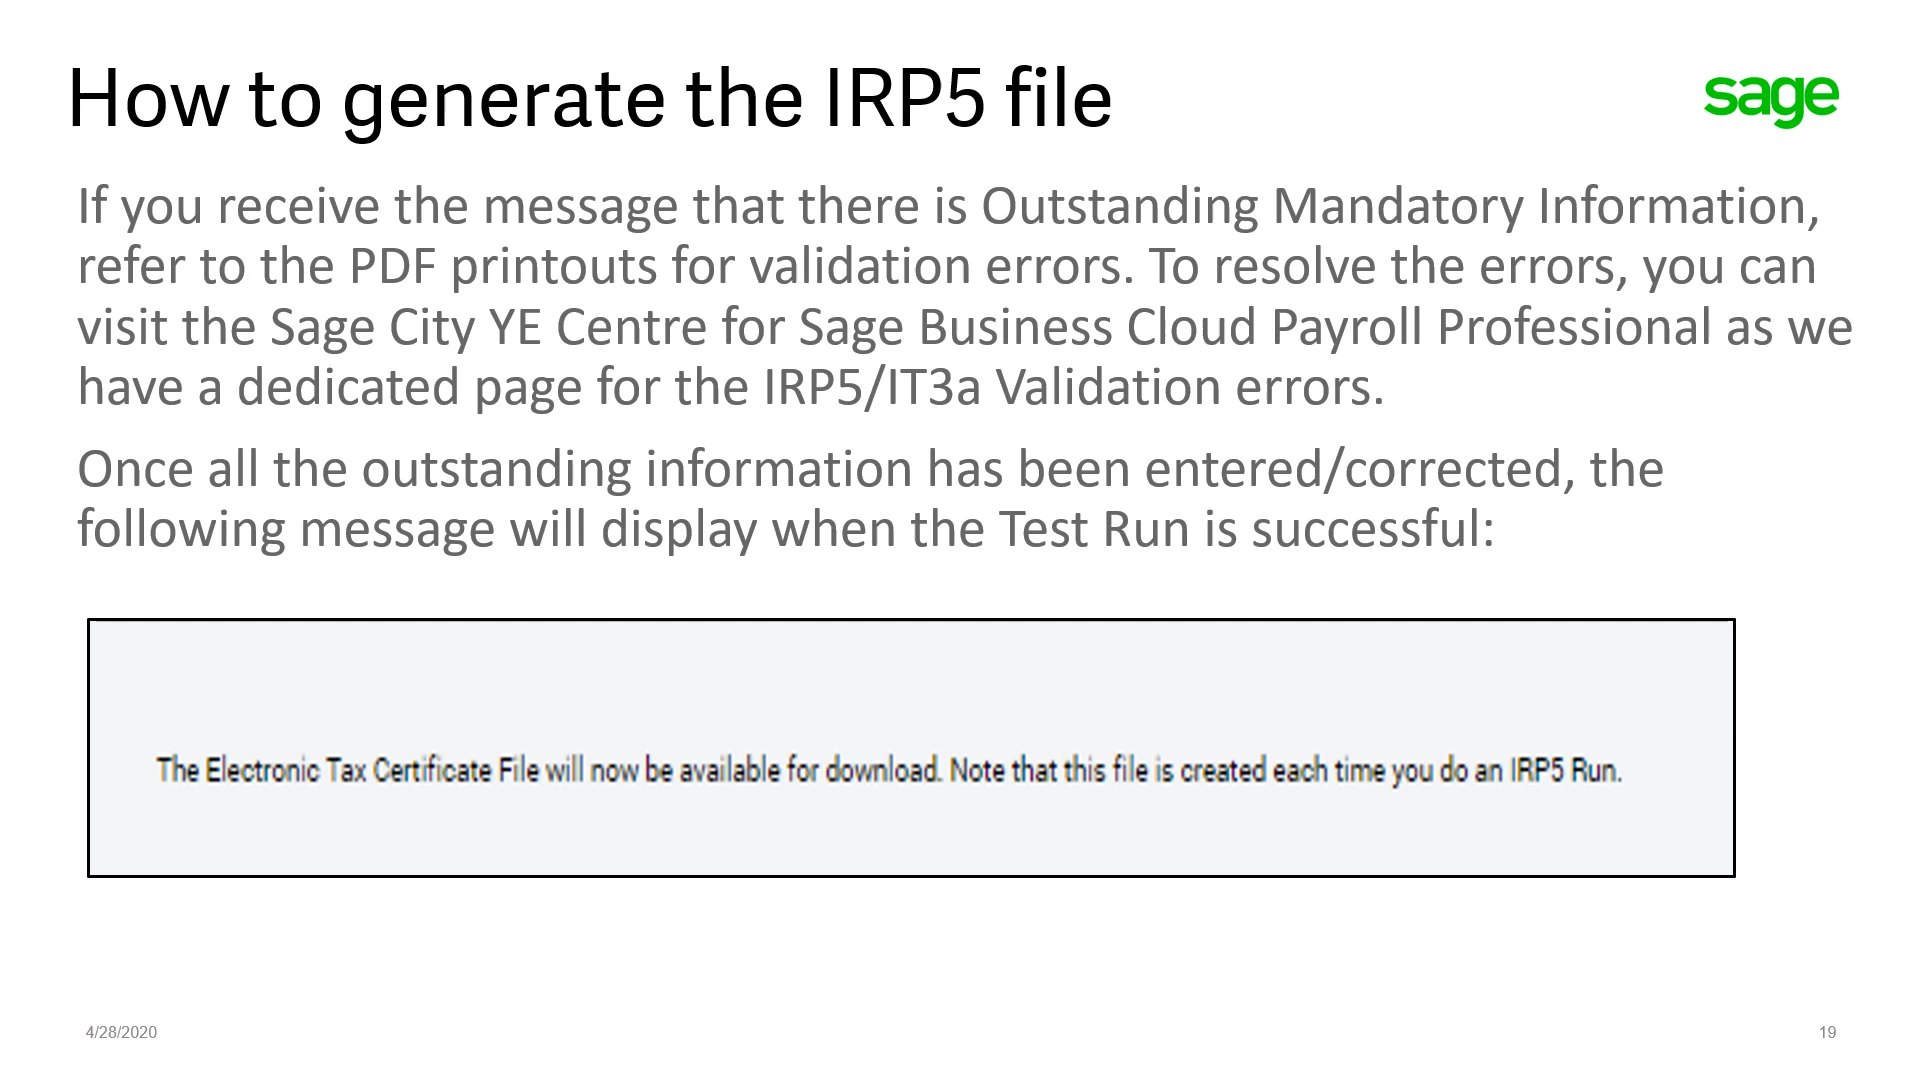 How to generate the IRP5 file
sage
If you receive the message that there is Outstanding Mandatory Information,
refer to the PDF printouts for validation errors. To resolve the errors, you can
visit the Sage City YE Centre for Sage Business Cloud Payroll Professional as we
have a dedicated page for the IRP5/IT3a Validation errors.
Once all the outstanding information has been entered/corrected, the
following message will display when the Test Run is successful:
The Electronic Tax Certificate File will now be available for download. Note that this file is created each time you do an IRP5 Run.
4/28/2020
19